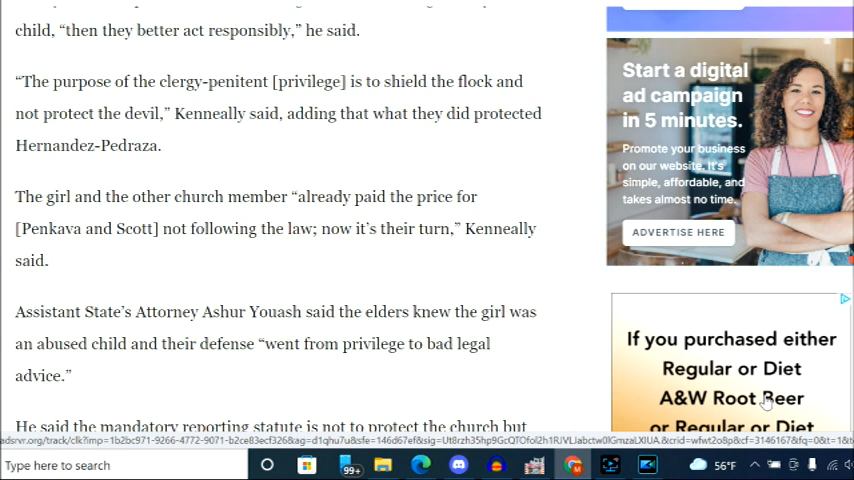 child, “then they better act responsibly,” he said.
“The purpose of the clergy-penitent [privilege] is to shield the flock and
not protect the devil,” Kenneally said, adding that what they did protected
Hernandez-Pedraza.
The girl and the other church member “already paid the price for
[Penkava and Scott] not following the law; now it’s their turn,” Kenneally
said.
Assistant State’s Attorney Ashur Youash said the elders knew the girl was
an abused child and their defense “went from privilege to bad legal
advice.”
He said the mandatory reporting statute is not to protect the church but
Start a digital
ad campaign
in 5 minutes.
Promote your business
on our website. It's
simple, affordable, and
takes almost no time.
ADVERTISE HERE
If you purchased either
Regular or Diet
A&W Root Beer
or Regular or Diet
Type here to search
99+
56°F